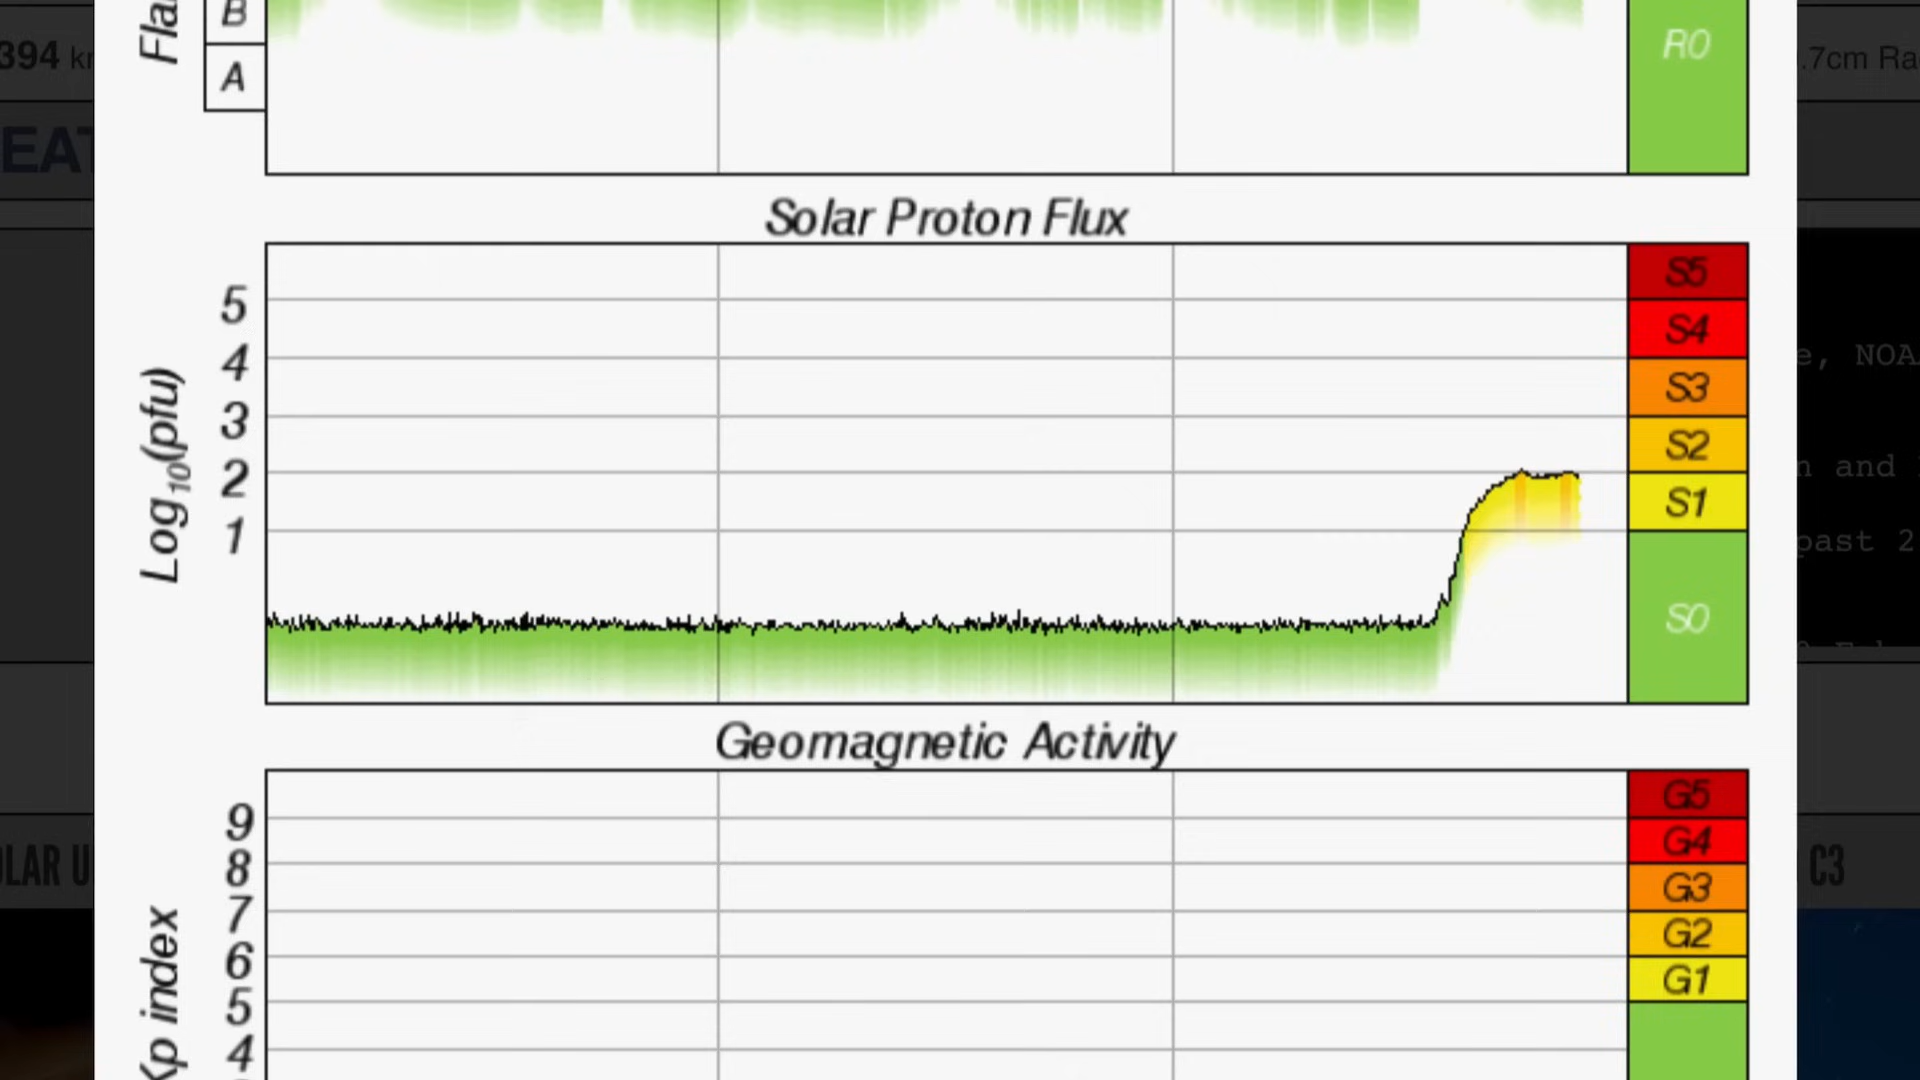 Fla
B
A
R0
394
.7cm Ra
EAT
Solar Proton Flux
Log10(pfu)
5
4
3
2
1
S5
S4
S3
S2
S1
S0
e, NOA
n and
past 2
Geomagnetic Activity
Kp index
9
8
7
6
5
4
G5
G4
G3
G2
G1
OLAR U
C3